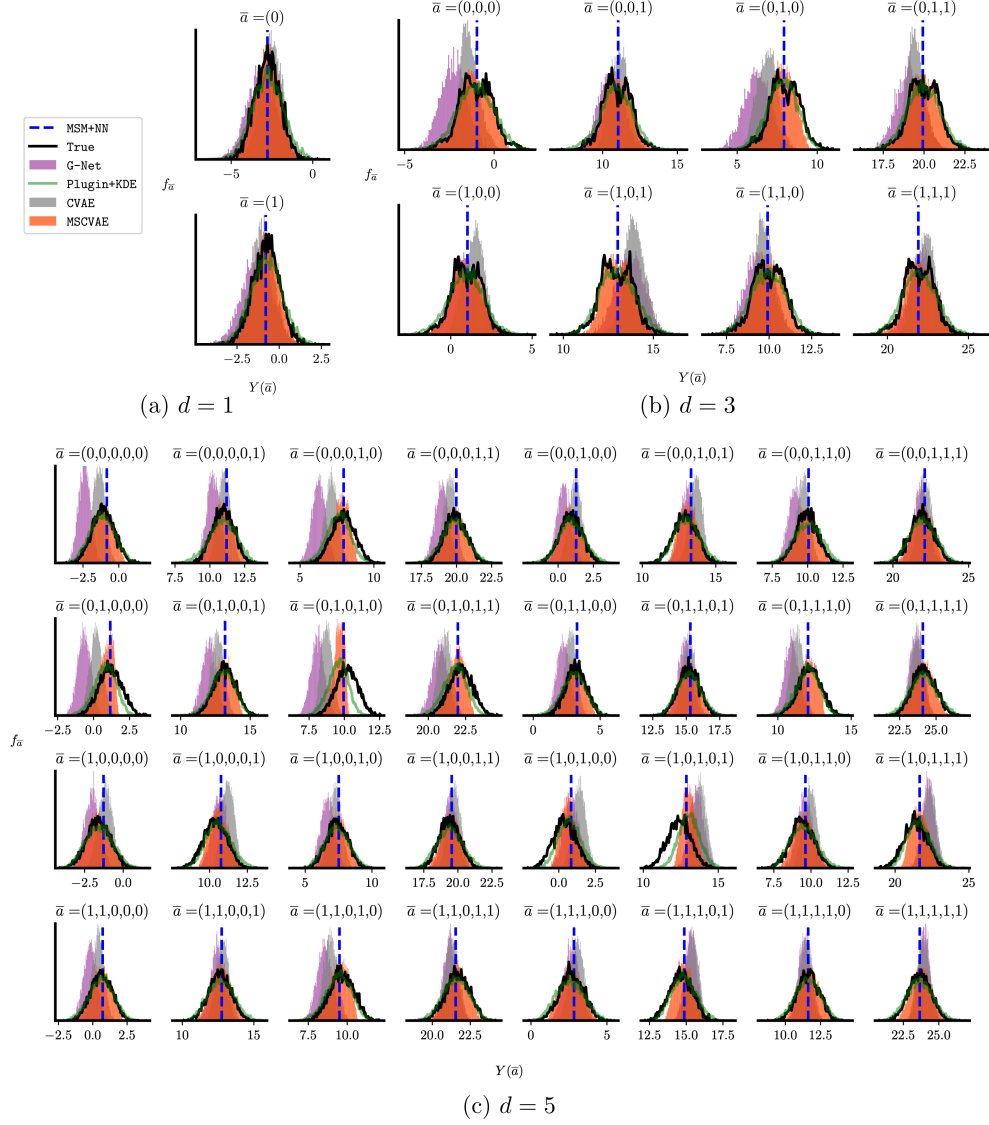 a̅ =(0)
−5 0
a̅ =(1)
−2.5 0.0 2.5
f_a̅
Y(a̅)
(a) d = 1
MSM+NN
True
G-Net
Plugin+KDE
CVAE
MSCVAE
a̅ =(0,0,0) a̅ =(0,0,1) a̅ =(0,1,0) a̅ =(0,1,1)
−5 0 10 15 5 10 17.5 20.0 22.5
f_a̅
a̅ =(1,0,0) a̅ =(1,0,1) a̅ =(1,1,0) a̅ =(1,1,1)
0 5 10 15 7.5 10.0 12.5 20 25
Y(a̅)
(b) d = 3
a̅ =(0,0,0,0,0) a̅ =(0,0,0,0,1) a̅ =(0,0,0,1,0) a̅ =(0,0,0,1,1) a̅ =(0,0,1,0,0) a̅ =(0,0,1,0,1) a̅ =(0,0,1,1,0) a̅ =(0,0,1,1,1)
−2.5 0.0 7.5 10.0 12.5 5 10 17.5 20.0 22.5 0.0 2.5 10 15 7.5 10.0 12.5 20 25
a̅ =(0,1,0,0,0) a̅ =(0,1,0,0,1) a̅ =(0,1,0,1,0) a̅ =(0,1,0,1,1) a̅ =(0,1,1,0,0) a̅ =(0,1,1,0,1) a̅ =(0,1,1,1,0) a̅ =(0,1,1,1,1)
−2.5 0.0 2.5 10 15 7.5 10.0 12.5 20.0 22.5 0 5 12.5 15.0 17.5 10 15 22.5 25.0
f_a̅
a̅ =(1,0,0,0,0) a̅ =(1,0,0,0,1) a̅ =(1,0,0,1,0) a̅ =(1,0,0,1,1) a̅ =(1,0,1,0,0) a̅ =(1,0,1,0,1) a̅ =(1,0,1,1,0) a̅ =(1,0,1,1,1)
−2.5 0.0 10.0 12.5 5 10 17.5 20.0 22.5 0.0 2.5 10 15 7.5 10.0 12.5 20 25
a̅ =(1,1,0,0,0) a̅ =(1,1,0,0,1) a̅ =(1,1,0,1,0) a̅ =(1,1,0,1,1) a̅ =(1,1,1,0,0) a̅ =(1,1,1,0,1) a̅ =(1,1,1,1,0) a̅ =(1,1,1,1,1)
−2.5 0.0 2.5 10 15 7.5 10.0 20.0 22.5 0 5 12.5 15.0 17.5 10.0 12.5 22.5 25.0
Y(a̅)
(c) d = 5